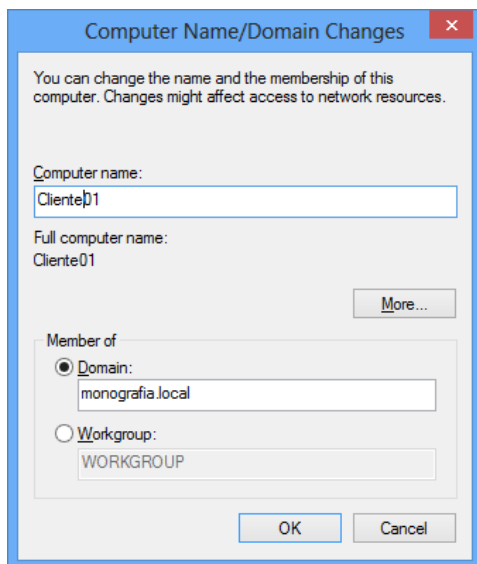 Computer Name/Domain Changes
You can change the name and the membership of this
computer. Changes might affect access to network resources.
Computer name:
Cliente01
Full computer name:
Cliente01
More...
Member of
Domain:
monografia.local
Workgroup:
WORKGROUP
OK
Cancel